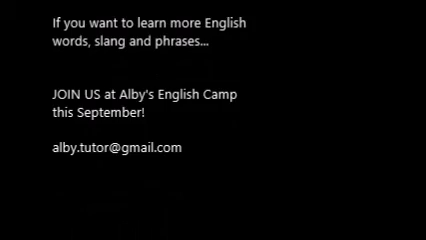 If you want to learn more English
words, slang and phrases...
JOIN US at Alby's English Camp
this September!
alby.tutor@gmail.com